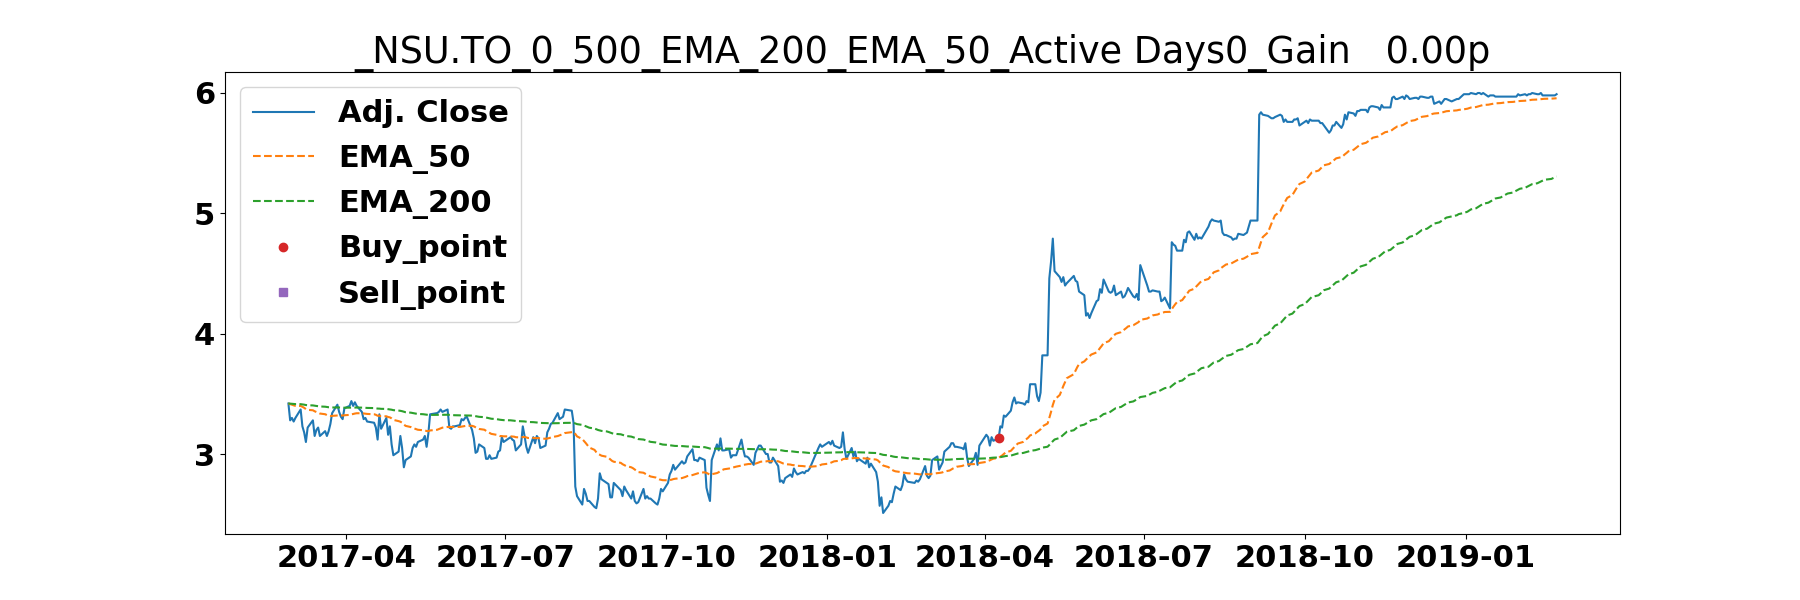 _NSU.TO_0_500_EMA_200_EMA_50_Active Days0_Gain   0.00p
Adj. Close
EMA_50
EMA_200
Buy_point
Sell_point
6
5
4
3
2017-04 2017-07 2017-10 2018-01 2018-04 2018-07 2018-10 2019-01